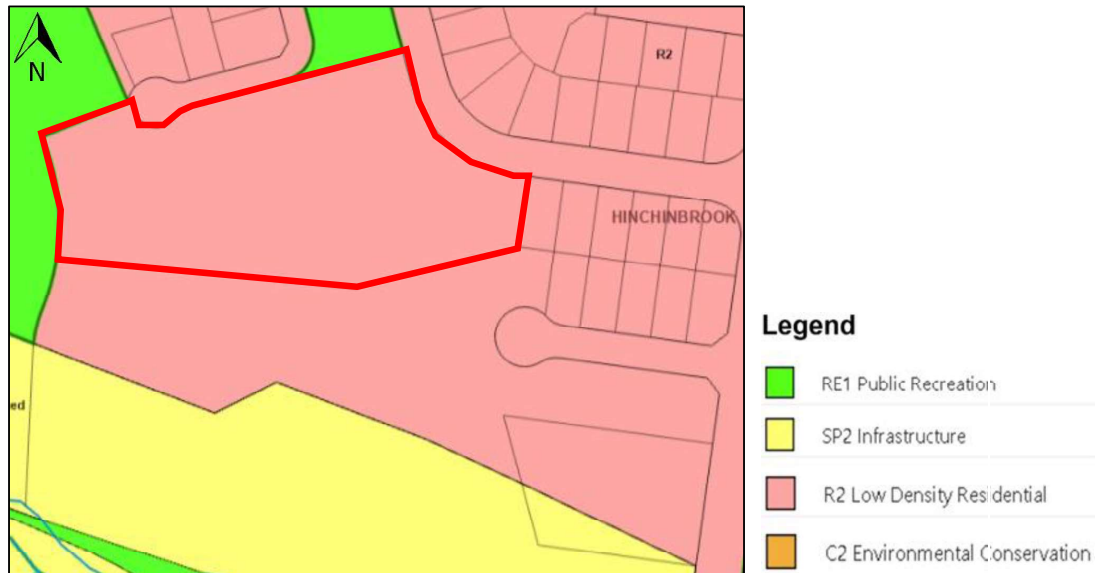 N
R2
HINCHINBROOK
ed
Legend
RE1 Public Recreation
SP2 Infrastructure
R2 Low Density Residential
C2 Environmental Conservation